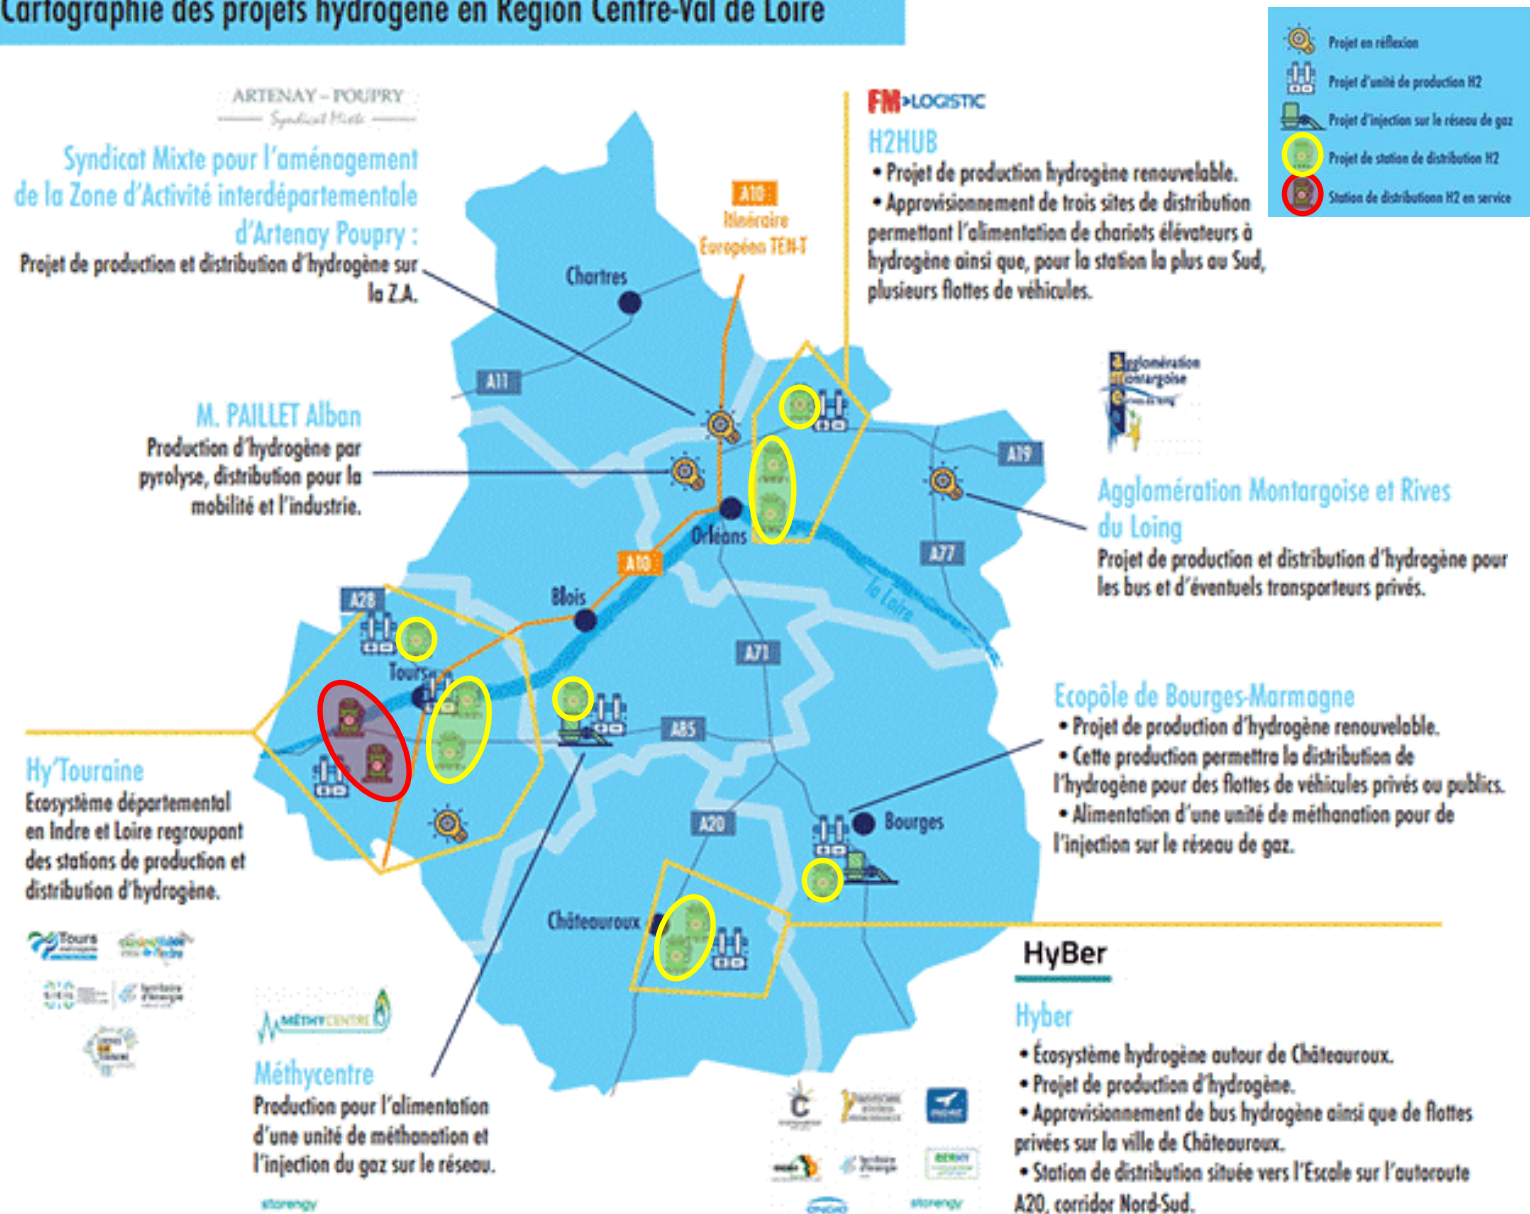 Cartographie des projets hydrogène en Région Centre-Val de Loire
Projet en réflexion
Projet d'unité de production H2
Projet d'injection sur le réseau de gaz
Projet de station de distribution H2
Station de distributionn H2 en service
ARTENAY – POUPRY
Syndicat Mixte
Syndicat Mixte pour l'aménagement
de la Zone d'Activité interdépartementale
d'Artenay Poupry :
Projet de production et distribution d'hydrogène sur
la Z.A.
FM>LOGISTIC
H2HUB
• Projet de production hydrogène renouvelable.
• Approvisionnement de trois sites de distribution
permettant l'alimentation de chariots élévateurs à
hydrogène ainsi que, pour la station la plus au Sud,
plusieurs flottes de véhicules.
A10
Itinéraire
Européen TEN-T
Chartres
A11
M. PAILLET Alban
Production d'hydrogène par
pyrolyse, distribution pour la
mobilité et l'industrie.
A19
agglomération
montargoise
Agglomération Montargoise et Rives
du Loing
Projet de production et distribution d'hydrogène pour
les bus et d'éventuels transporteurs privés.
Orléans
A10
A77
la Loire
Blois
A28
Tours
A71
A85
Ecopôle de Bourges-Marmagne
• Projet de production d'hydrogène renouvelable.
• Cette production permettra la distribution de
l'hydrogène pour des flottes de véhicules privés ou publics.
• Alimentation d'une unité de méthanation pour de
l'injection sur le réseau de gaz.
Hy'Touraine
Ecosystème départemental
en Indre et Loire regroupant
des stations de production et
distribution d'hydrogène.
A20
Bourges
Châteauroux
Tours
territoire
d'énergie
MÉTHYCENTRE
Méthycentre
Production pour l'alimentation
d'une unité de méthanation et
l'injection du gaz sur le réseau.
storengy
HyBer
Hyber
• Écosystème hydrogène autour de Châteauroux.
• Projet de production d'hydrogène.
• Approvisionnement de bus hydrogène ainsi que de flottes
privées sur la ville de Châteauroux.
• Station de distribution située vers l'Escale sur l'autoroute
A20, corridor Nord-Sud.
territoire
d'énergie
storengy